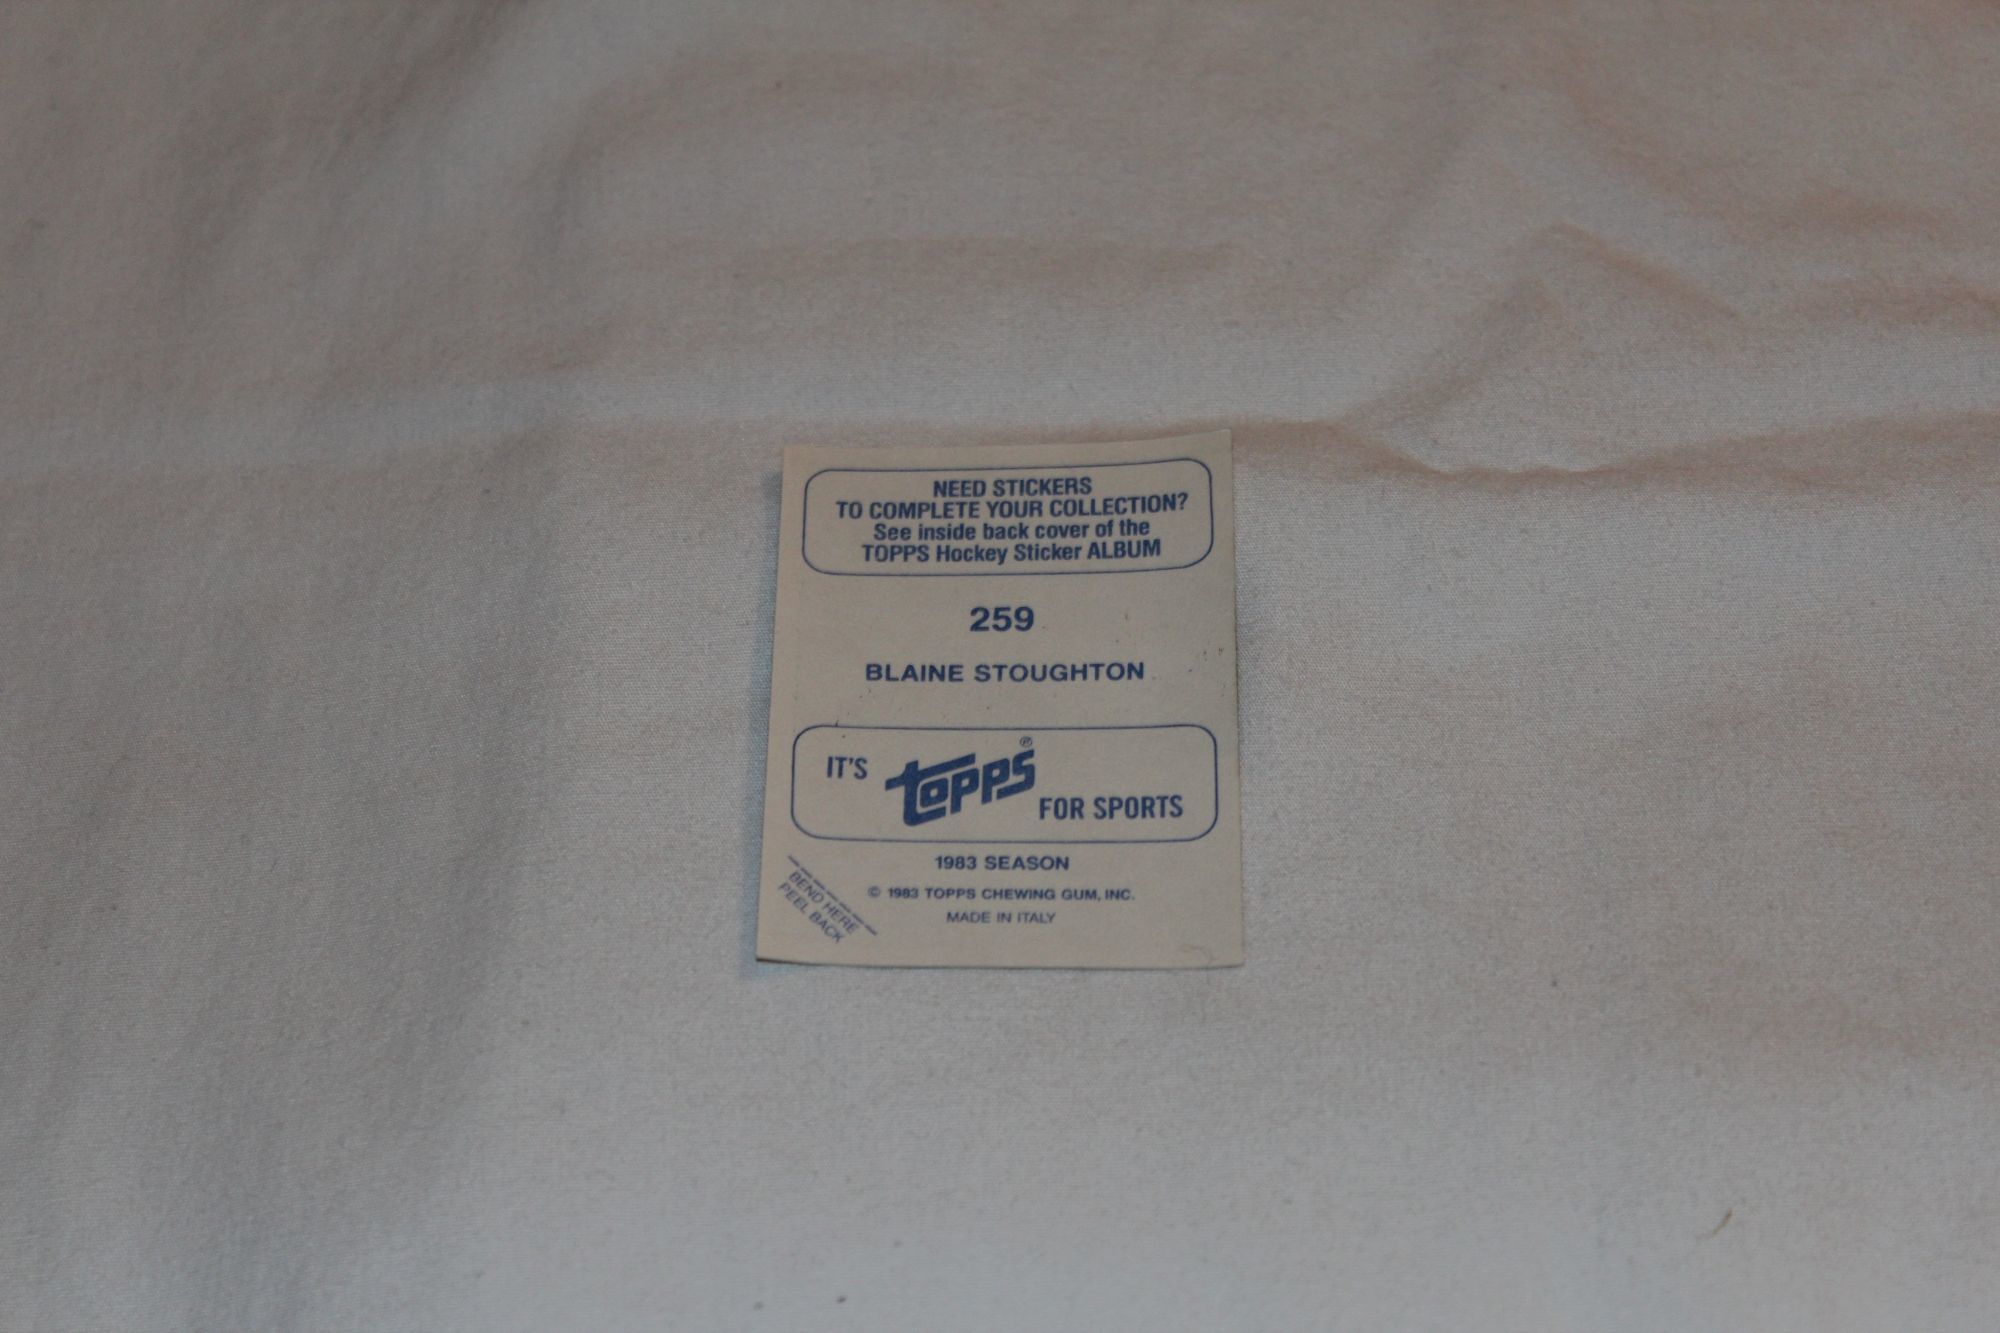 NEED STICKERS
TO COMPLETE YOUR COLLECTION?
See inside back cover of the
TOPPS Hockey Sticker ALBUM
259
BLAINE STOUGHTON
IT'S topps® FOR SPORTS
1983 SEASON
© 1983 TOPPS CHEWING GUM, INC.
MADE IN ITALY
BEND HERE
PEEL BACK